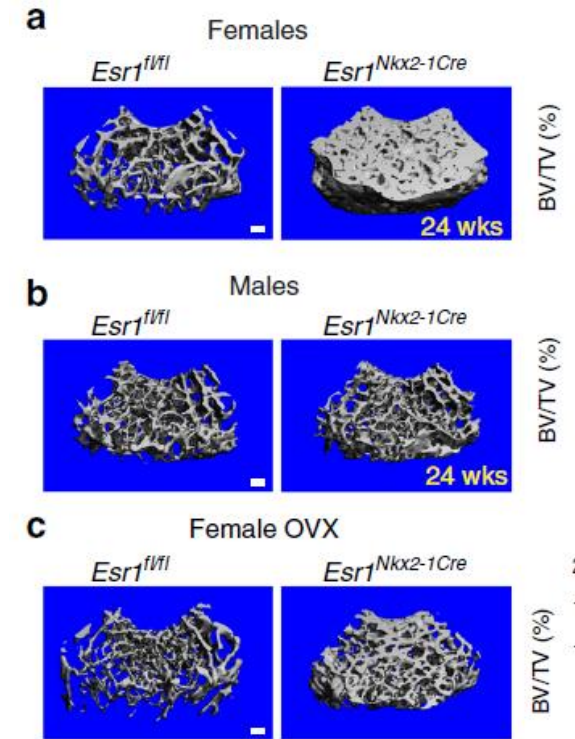 a
Females
Esr1fl/fl Esr1Nkx2-1Cre
BV/TV (%)
24 wks
b
Males
Esr1fl/fl Esr1Nkx2-1Cre
BV/TV (%)
24 wks
c
Female OVX
Esr1fl/fl Esr1Nkx2-1Cre
BV/TV (%)
2